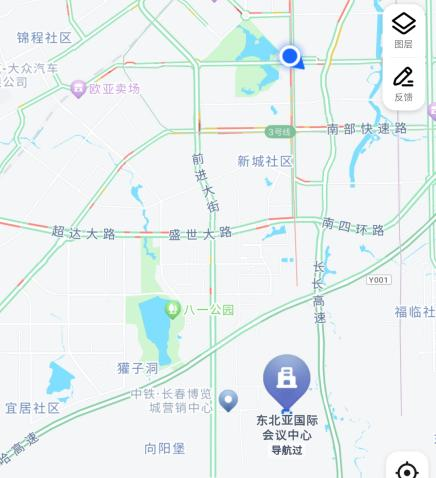 锦程社区
图层
-大众汽车
公司
欧亚卖场
反馈
3号线
南部快速路
前进大街
新城社区
超达大路
盛世大路
南四环路
长长高速
Y001
八一公园
福临社
獾子洞
中铁·长春博览
城营销中心
宜居社区
东北亚国际
会议中心
导航过
向阳堡
哈高速